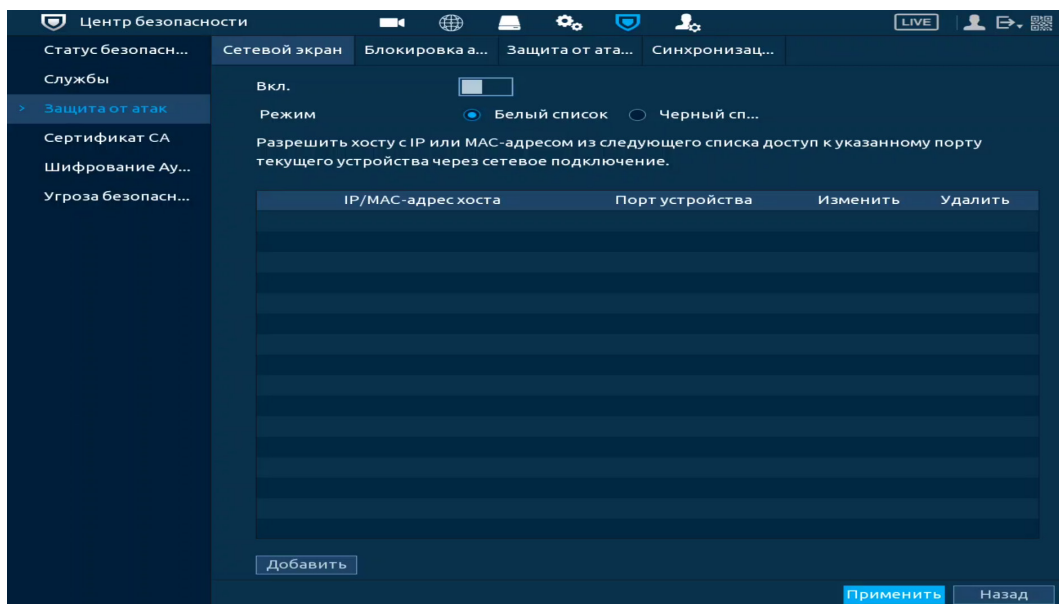 Центр безопасности
LIVE
Статус безопасн...
Службы
Защита от атак
Сертификат CA
Шифрование Ау...
Угроза безопасн...
Сетевой экран
Блокировка а...
Защита от ата...
Синхронизац...
Вкл.
Режим
Белый список
Черный сп...
Разрешить хосту с IP или MAC-адресом из следующего списка доступ к указанному порту
текущего устройства через сетевое подключение.
IP/MAC-адрес хоста
Порт устройства
Изменить
Удалить
Добавить
Применить
Назад